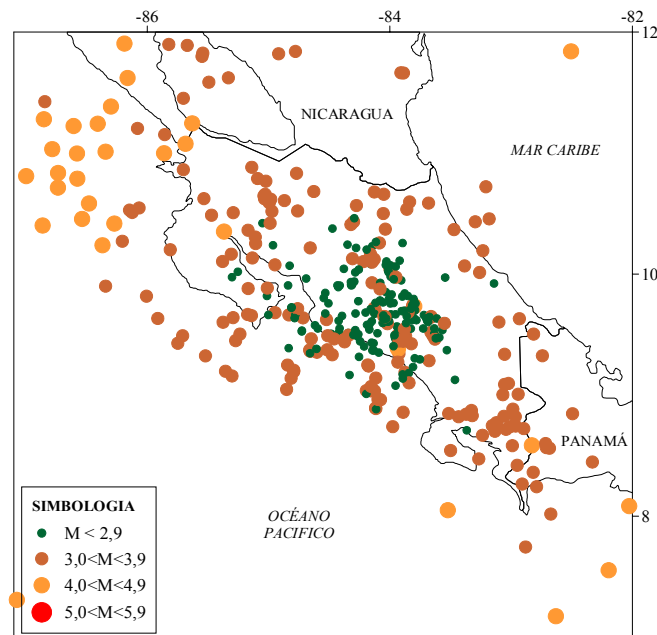 -86 -84 -82
12
NICARAGUA
MAR CARIBE
10
PANAMÁ
8
OCÉANO
PACIFICO
SIMBOLOGIA
M < 2,9
3,0<M<3,9
4,0<M<4,9
5,0<M<5,9